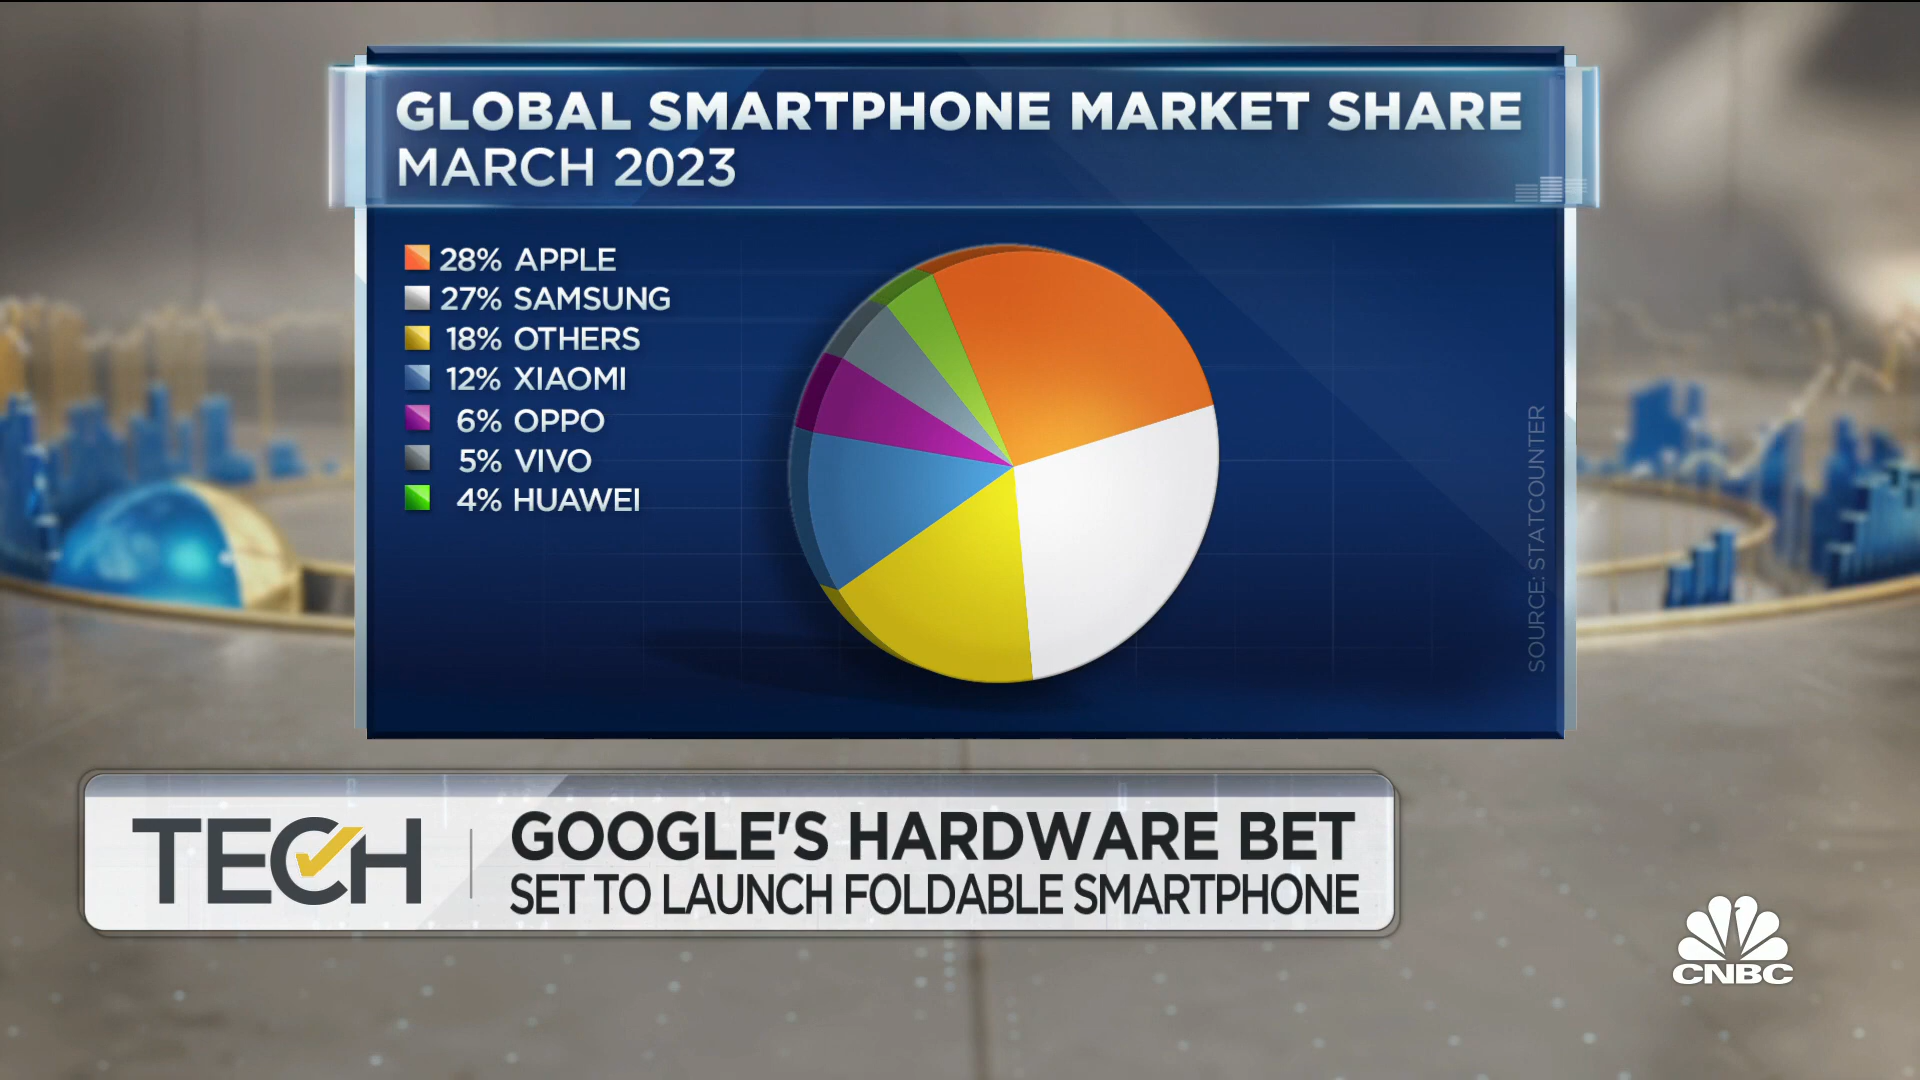 GLOBAL SMARTPHONE MARKET SHARE
MARCH 2023
28% APPLE
27% SAMSUNG
18% OTHERS
12% XIAOMI
6% OPPO
5% VIVO
4% HUAWEI
SOURCE: STATCOUNTER
TECH
GOOGLE'S HARDWARE BET
SET TO LAUNCH FOLDABLE SMARTPHONE
CNBC